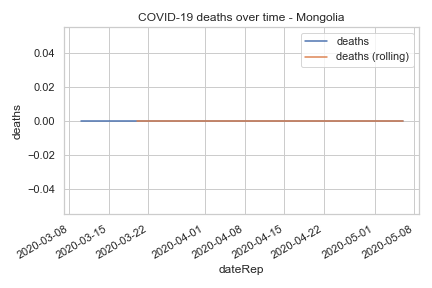 COVID-19 deaths over time - Mongolia
deaths
deaths (rolling)
0.04
0.02
0.00
−0.02
−0.04
deaths
2020-03-08
2020-03-15
2020-03-22
2020-04-01
2020-04-08
2020-04-15
2020-04-22
2020-05-01
2020-05-08
dateRep